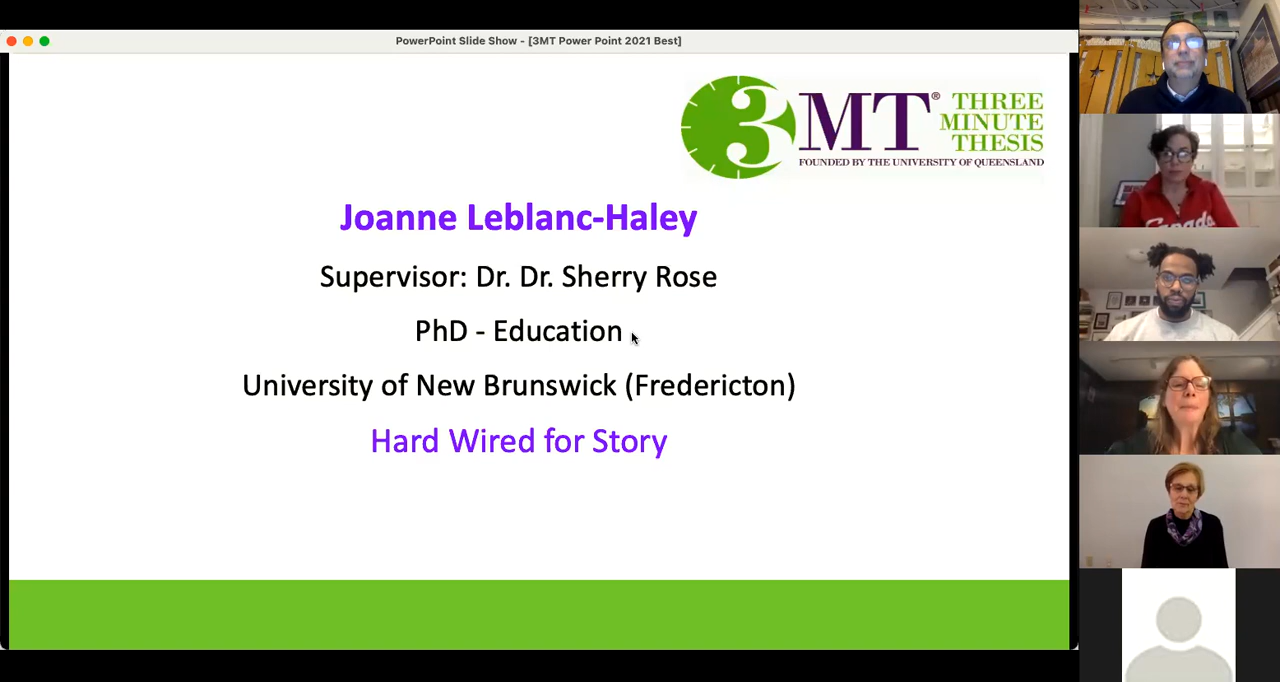 PowerPoint Slide Show - [3MT Power Point 2021 Best]
3MT® THREE
MINUTE
THESIS
FOUNDED BY THE UNIVERSITY OF QUEENSLAND
Joanne Leblanc-Haley
Supervisor: Dr. Dr. Sherry Rose
PhD - Education
University of New Brunswick (Fredericton)
Hard Wired for Story
Canada